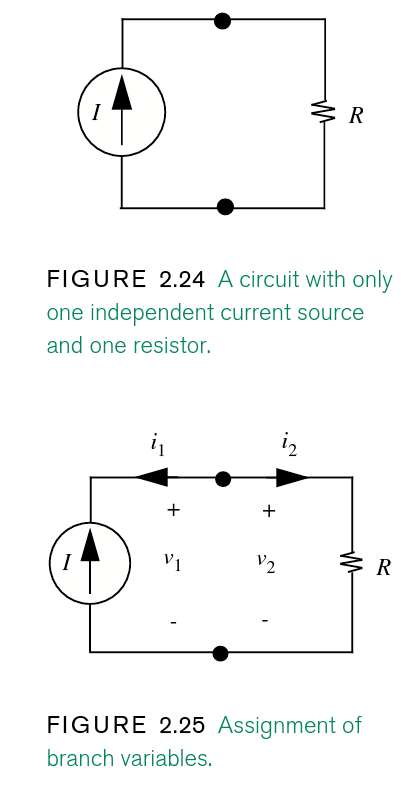 I
R
FIGURE 2.24 A circuit with only
one independent current source
and one resistor.
i1 i2
+ +
I v1 v2 R
- -
FIGURE 2.25 Assignment of
branch variables.